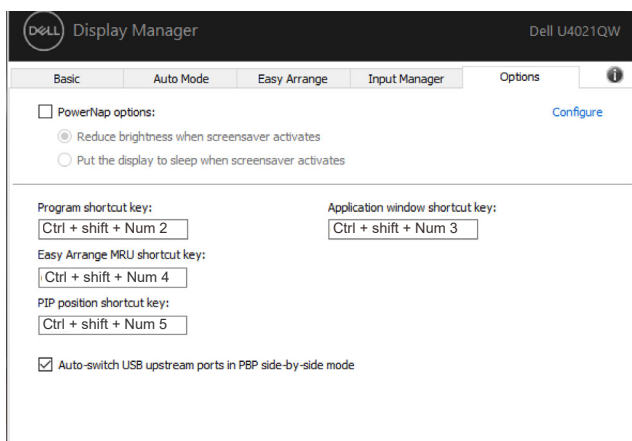 DELL Display Manager Dell U4021QW
Basic Auto Mode Easy Arrange Input Manager Options i
PowerNap options: Configure
Reduce brightness when screensaver activates
Put the display to sleep when screensaver activates
Program shortcut key: Application window shortcut key:
Ctrl + shift + Num 2 Ctrl + shift + Num 3
Easy Arrange MRU shortcut key:
Ctrl + shift + Num 4
PIP position shortcut key:
Ctrl + shift + Num 5
Auto-switch USB upstream ports in PBP side-by-side mode